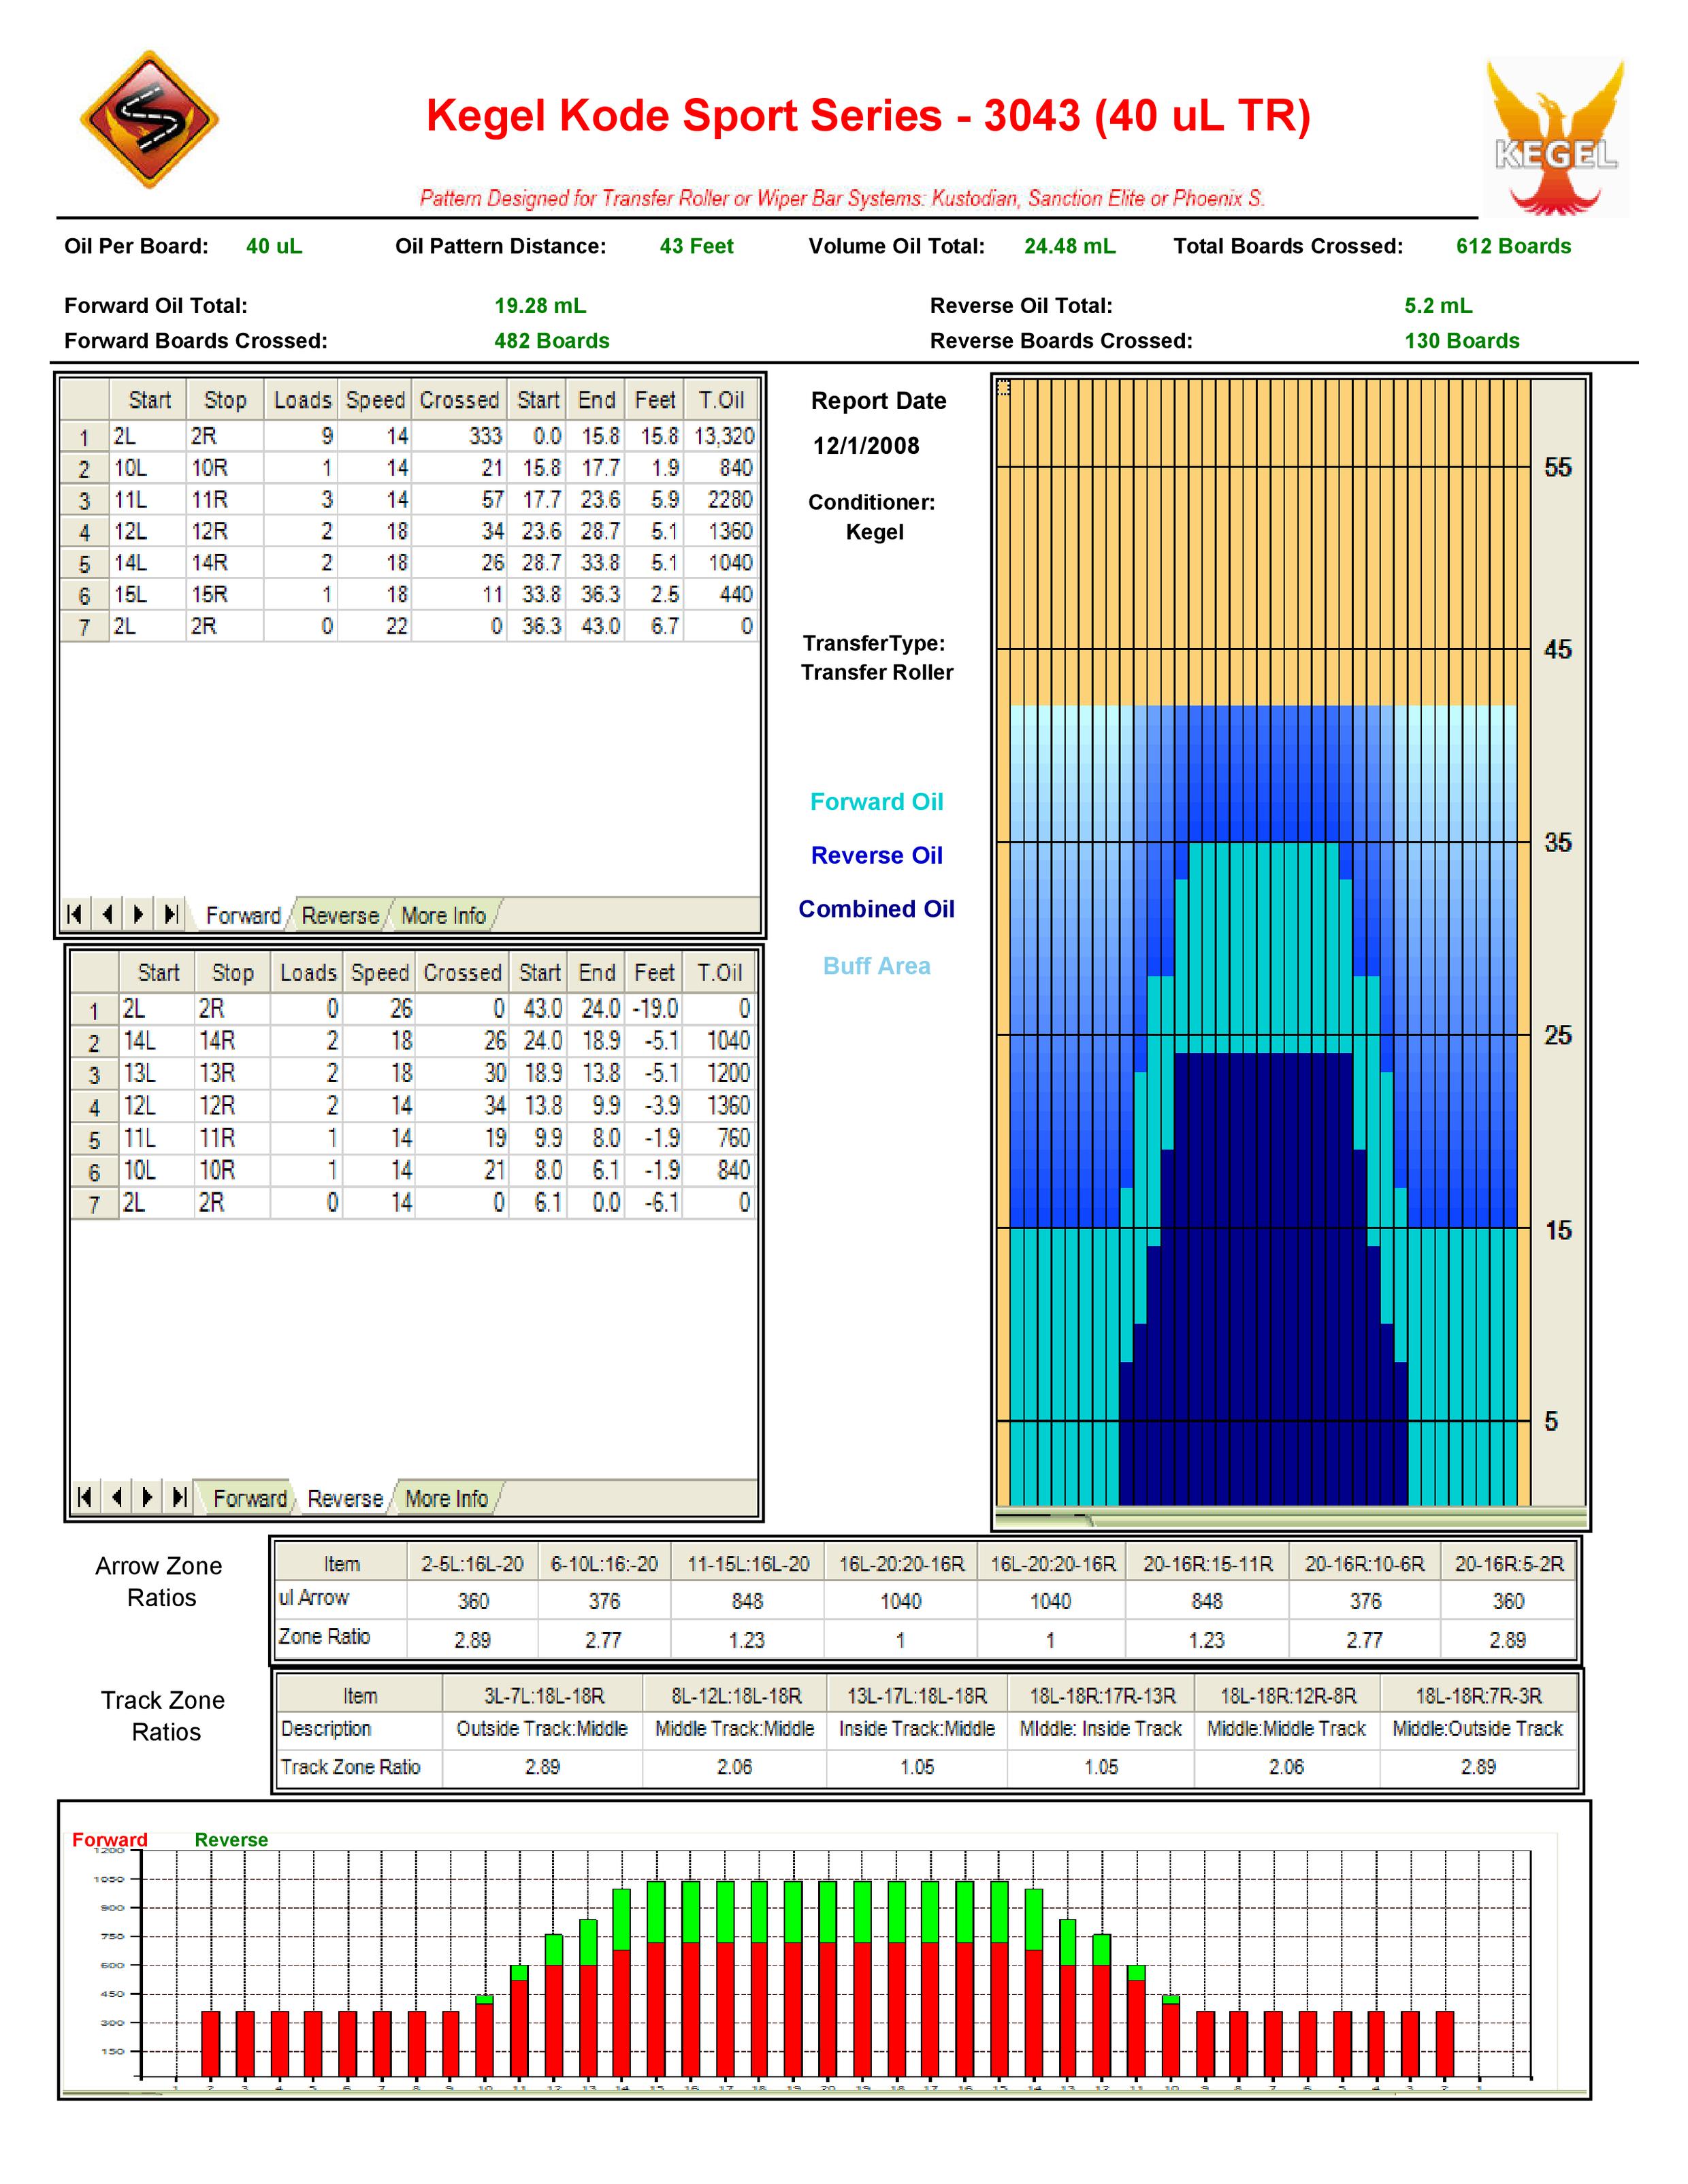 Kegel Kode Sport Series - 3043 (40 uL TR)
KEGEL
Pattern Designed for Transfer Roller or Wiper Bar Systems: Kustodian, Sanction Elite or Phoenix S.
Oil Per Board: 40 uL Oil Pattern Distance: 43 Feet Volume Oil Total: 24.48 mL Total Boards Crossed: 612 Boards
Forward Oil Total: 19.28 mL Reverse Oil Total: 5.2 mL
Forward Boards Crossed: 482 Boards Reverse Boards Crossed: 130 Boards
Start Stop Loads Speed Crossed Start End Feet T.Oil
1 2L 2R 9 14 333 0.0 15.8 15.8 13,320
2 10L 10R 1 14 21 15.8 17.7 1.9 840
3 11L 11R 3 14 57 17.7 23.6 5.9 2280
4 12L 12R 2 18 34 23.6 28.7 5.1 1360
5 14L 14R 2 18 26 28.7 33.8 5.1 1040
6 15L 15R 1 18 11 33.8 36.3 2.5 440
7 2L 2R 0 22 0 36.3 43.0 6.7 0
Forward Reverse More Info
Start Stop Loads Speed Crossed Start End Feet T.Oil
1 2L 2R 0 26 0 43.0 24.0 -19.0 0
2 14L 14R 2 18 26 24.0 18.9 -5.1 1040
3 13L 13R 2 18 30 18.9 13.8 -5.1 1200
4 12L 12R 2 14 34 13.8 9.9 -3.9 1360
5 11L 11R 1 14 19 9.9 8.0 -1.9 760
6 10L 10R 1 14 21 8.0 6.1 -1.9 840
7 2L 2R 0 14 0 6.1 0.0 -6.1 0
Forward Reverse More Info
Report Date
12/1/2008
Conditioner:
Kegel
TransferType:
Transfer Roller
Forward Oil
Reverse Oil
Combined Oil
Buff Area
55
45
35
25
15
5
Arrow Zone
Ratios
Item 2-5L:16L-20 6-10L:16:-20 11-15L:16L-20 16L-20:20-16R 16L-20:20-16R 20-16R:15-11R 20-16R:10-6R 20-16R:5-2R
ul Arrow 360 376 848 1040 1040 848 376 360
Zone Ratio 2.89 2.77 1.23 1 1 1.23 2.77 2.89
Track Zone
Ratios
Item 3L-7L:18L-18R 8L-12L:18L-18R 13L-17L:18L-18R 18L-18R:17R-13R 18L-18R:12R-8R 18L-18R:7R-3R
Description Outside Track:Middle Middle Track:Middle Inside Track:Middle MIddle: Inside Track Middle:Middle Track Middle:Outside Track
Track Zone Ratio 2.89 2.06 1.05 1.05 2.06 2.89
Forward Reverse
1200
1050
900
750
600
450
300
150
1 2 3 4 5 6 7 8 9 10 11 12 13 14 15 16 17 18 19 20 19 18 17 16 15 14 13 12 11 10 9 8 7 6 5 4 3 2 1